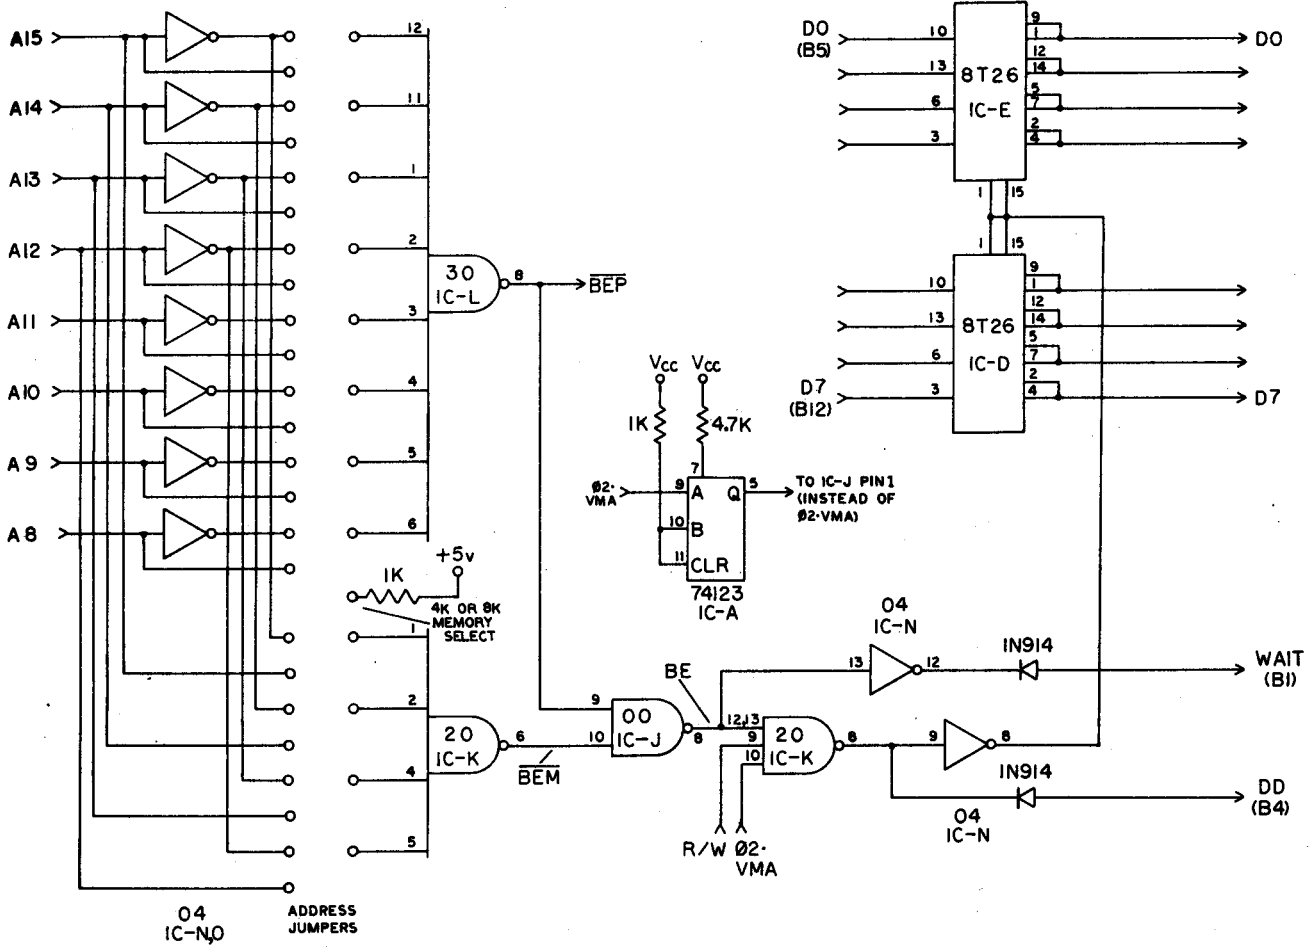 A15
A14
A13
A12
A11
A10
A9
A8
12
11
1
2
3
4
5
6
30
IC-L
8
BEP
+5v
1K
4K OR 8K
MEMORY
SELECT
1
2
4
5
20
IC-K
6
BEM
04
IC-N,O
ADDRESS
JUMPERS
Vcc
Vcc
1K
4.7K
7
Ø2·
VMA
9
A
Q
5
TO IC-J PIN1
(INSTEAD OF
Ø2·VMA)
10
B
11
CLR
74123
IC-A
9
10
00
IC-J
8
BE
12,13
9
10
20
IC-K
8
R/W
Ø2·
VMA
04
IC-N
13
12
1N914
WAIT
(B1)
9
8
04
IC-N
1N914
DD
(B4)
D0
(B5)
10
13
6
3
8T26
IC-E
9
1
12
14
5
7
2
4
D0
1
15
1
15
10
13
6
3
D7
(B12)
8T26
IC-D
9
1
12
14
5
7
2
4
D7